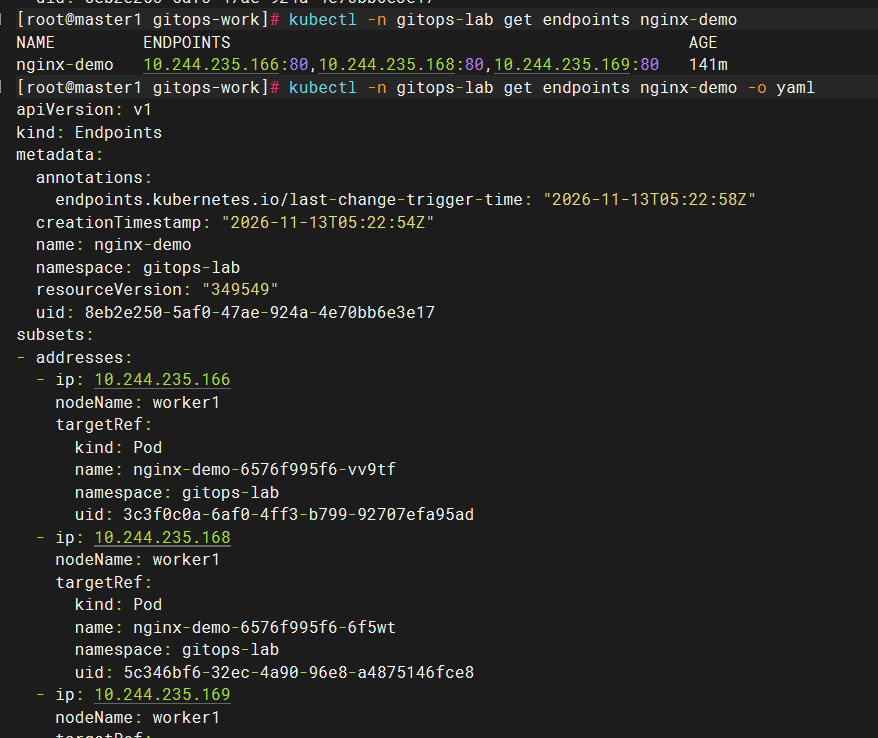 [root@master1 gitops-work]# kubectl -n gitops-lab get endpoints nginx-demo
NAME         ENDPOINTS                                               AGE
nginx-demo   10.244.235.166:80,10.244.235.168:80,10.244.235.169:80   141m
[root@master1 gitops-work]# kubectl -n gitops-lab get endpoints nginx-demo -o yaml
apiVersion: v1
kind: Endpoints
metadata:
  annotations:
    endpoints.kubernetes.io/last-change-trigger-time: "2026-11-13T05:22:58Z"
  creationTimestamp: "2026-11-13T05:22:54Z"
  name: nginx-demo
  namespace: gitops-lab
  resourceVersion: "349549"
  uid: 8eb2e250-5af0-47ae-924a-4e70bb6e3e17
subsets:
- addresses:
  - ip: 10.244.235.166
    nodeName: worker1
    targetRef:
      kind: Pod
      name: nginx-demo-6576f995f6-vv9tf
      namespace: gitops-lab
      uid: 3c3f0c0a-6af0-4ff3-b799-92707efa95ad
  - ip: 10.244.235.168
    nodeName: worker1
    targetRef:
      kind: Pod
      name: nginx-demo-6576f995f6-6f5wt
      namespace: gitops-lab
      uid: 5c346bf6-32ec-4a90-96e8-a4875146fce8
  - ip: 10.244.235.169
    nodeName: worker1